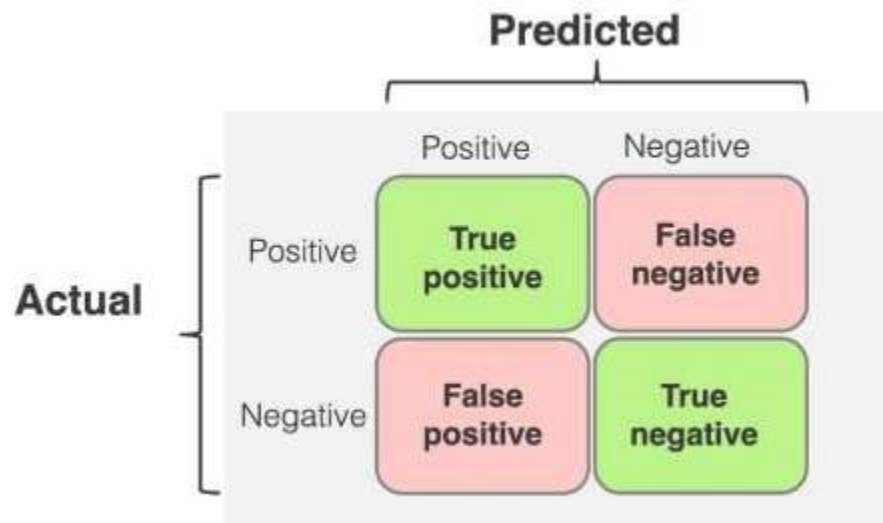 Predicted
Positive Negative
Actual
Positive
True
positive
False
negative
Negative
False
positive
True
negative